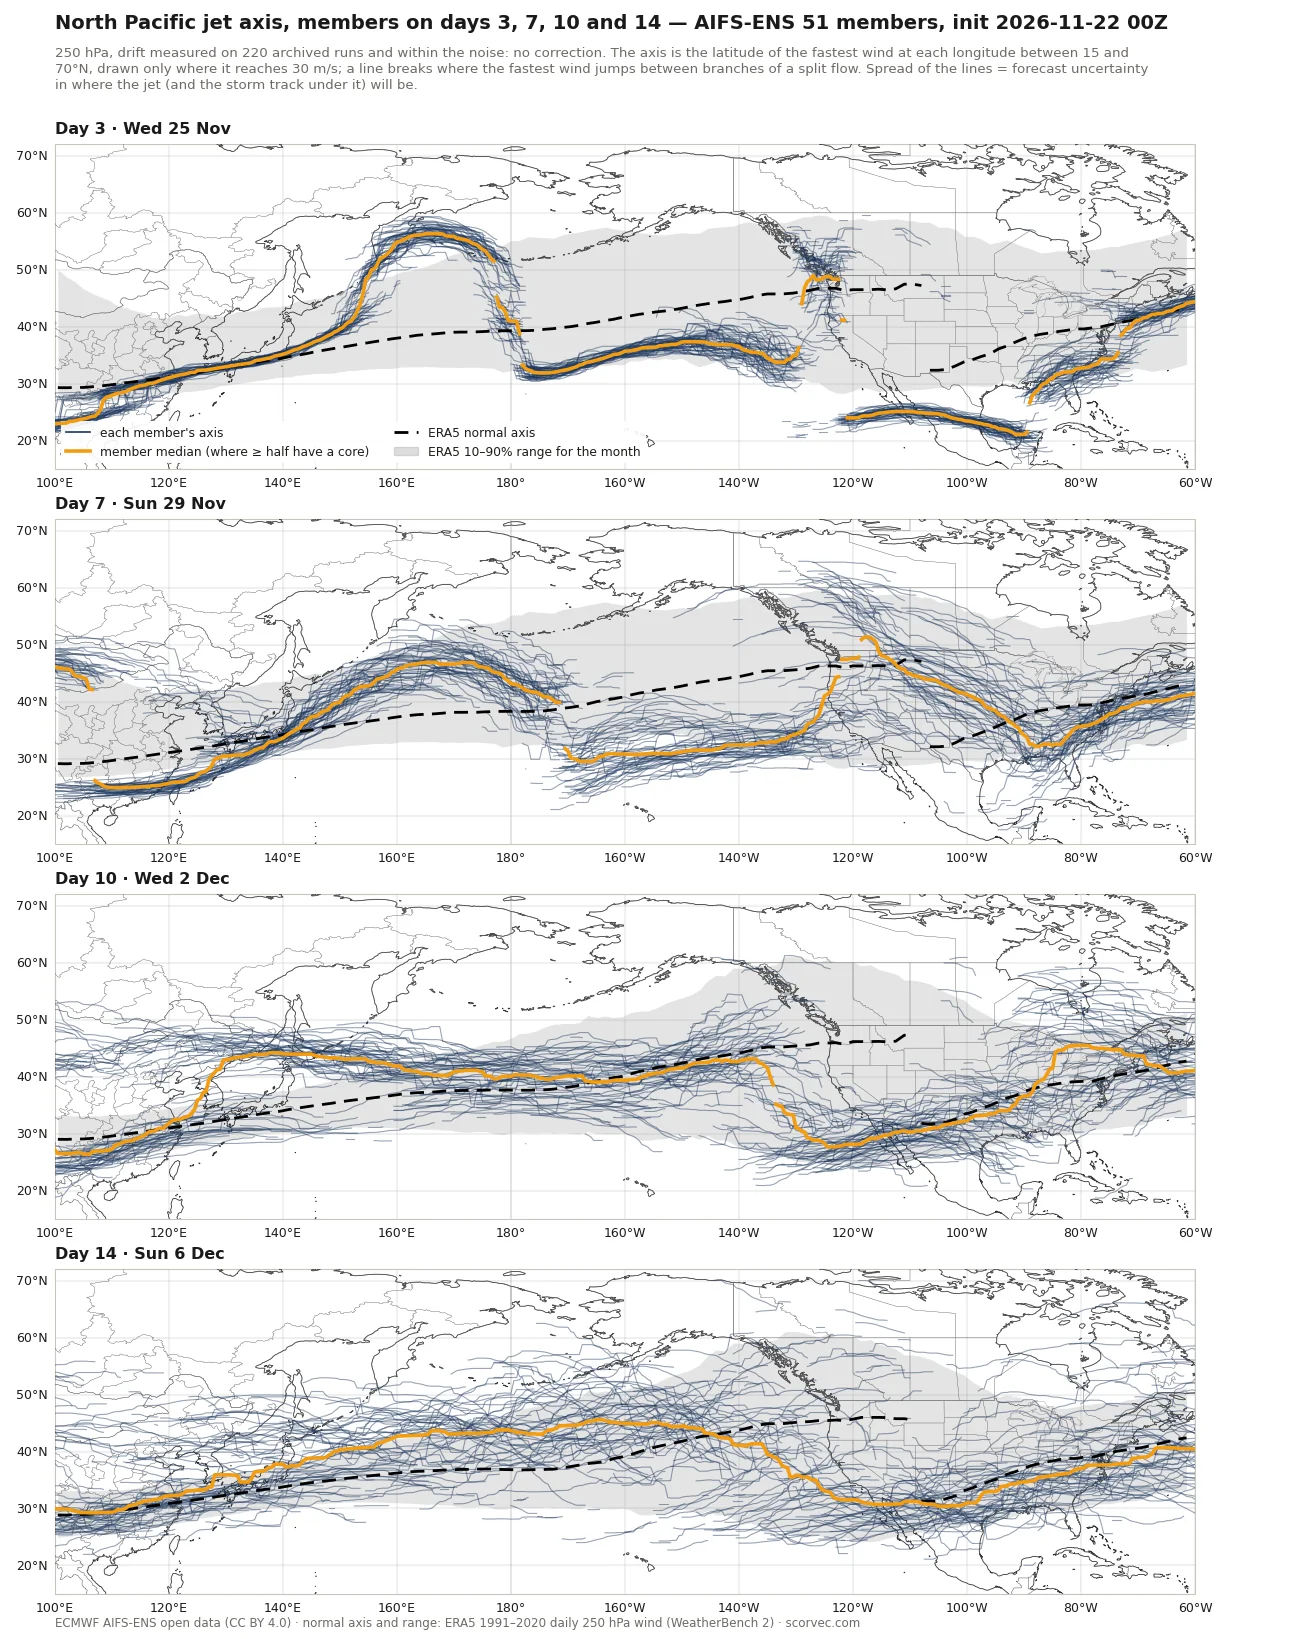 North Pacific jet axis, members on days 3, 7, 10 and 14 — AIFS-ENS 51 members, init 2026-11-22 00Z
250 hPa, drift measured on 220 archived runs and within the noise: no correction. The axis is the latitude of the fastest wind at each longitude between 15 and
70°N, drawn only where it reaches 30 m/s; a line breaks where the fastest wind jumps between branches of a split flow. Spread of the lines = forecast uncertainty
in where the jet (and the storm track under it) will be.
Day 3 · Wed 25 Nov
70°N
60°N
50°N
40°N
30°N
20°N
each member's axis
member median (where ≥ half have a core)
ERA5 normal axis
ERA5 10–90% range for the month
100°E 120°E 140°E 160°E 180° 160°W 140°W 120°W 100°W 80°W 60°W
Day 7 · Sun 29 Nov
70°N
60°N
50°N
40°N
30°N
20°N
100°E 120°E 140°E 160°E 180° 160°W 140°W 120°W 100°W 80°W 60°W
Day 10 · Wed 2 Dec
70°N
60°N
50°N
40°N
30°N
20°N
100°E 120°E 140°E 160°E 180° 160°W 140°W 120°W 100°W 80°W 60°W
Day 14 · Sun 6 Dec
70°N
60°N
50°N
40°N
30°N
20°N
100°E 120°E 140°E 160°E 180° 160°W 140°W 120°W 100°W 80°W 60°W
ECMWF AIFS-ENS open data (CC BY 4.0) · normal axis and range: ERA5 1991–2020 daily 250 hPa wind (WeatherBench 2) · scorvec.com